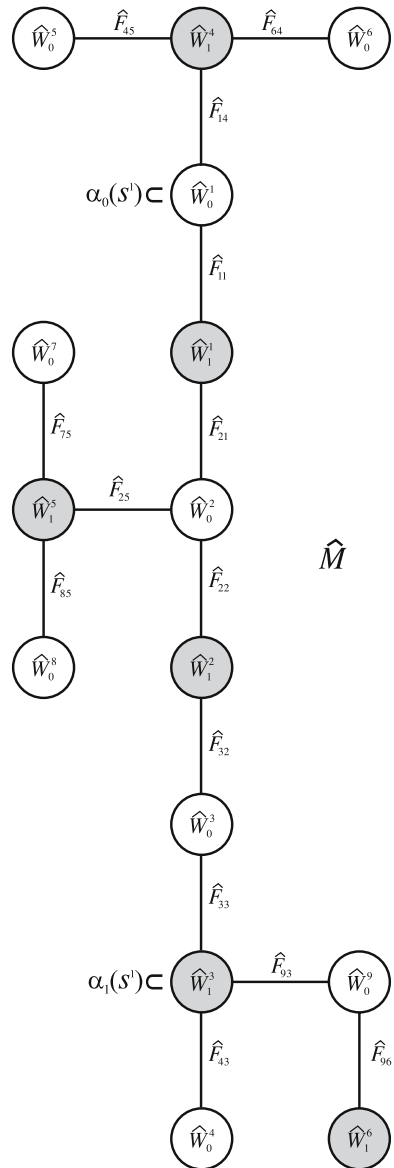 Ŵ₀⁵ F̂₄₅ Ŵ₁⁴ F̂₆₄ Ŵ₀⁶
F̂₁₄
α₀(S¹) ⊂ Ŵ₀¹
F̂₁₁
Ŵ₀⁷ Ŵ₁¹
F̂₇₅ F̂₂₁
Ŵ₁⁵ F̂₂₅ Ŵ₀²
M̂
F̂₈₅ F̂₂₂
Ŵ₀⁸ Ŵ₁²
F̂₃₂
Ŵ₀³
F̂₃₃
α₁(S¹) ⊂ Ŵ₁³ F̂₉₃ Ŵ₀⁹
F̂₄₃ F̂₉₆
Ŵ₀⁴ Ŵ₁⁶